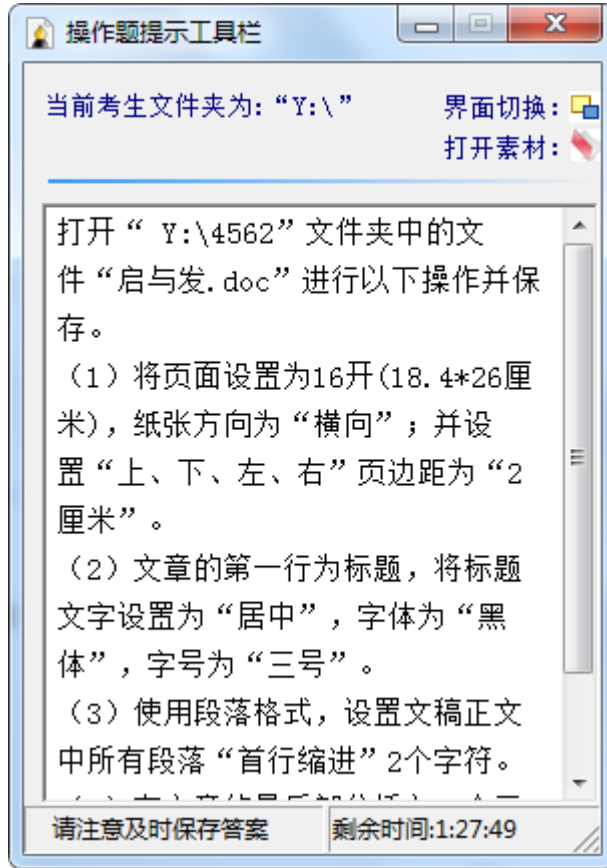 操作题提示工具栏
当前考生文件夹为:“Y:\”
界面切换:
打开素材:
打开“ Y:\4562”文件夹中的文
件“启与发.doc”进行以下操作并保
存。
(1)将页面设置为16开(18.4*26厘
米),纸张方向为“横向”;并设
置“上、下、左、右”页边距为“2
厘米”。
(2)文章的第一行为标题,将标题
文字设置为“居中”,字体为“黑
体”,字号为“三号”。
(3)使用段落格式,设置文稿正文
中所有段落“首行缩进”2个字符。
请注意及时保存答案
剩余时间:1:27:49